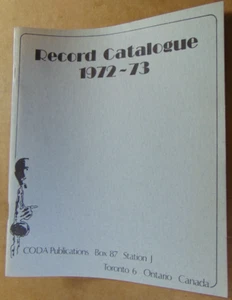 Record Catalogue
1972-73
CODA Publications Box 87 Station J
Toronto 6 Ontario Canada